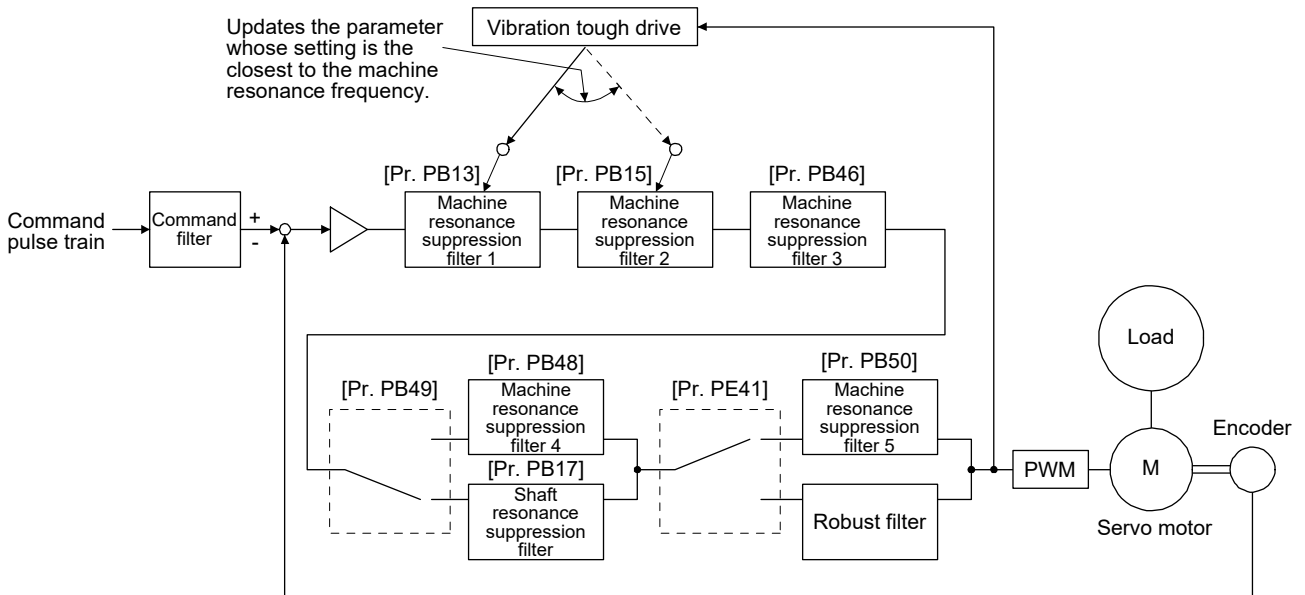 Updates the parameter
whose setting is the
closest to the machine
resonance frequency.
Vibration tough drive
[Pr. PB13]
[Pr. PB15]
[Pr. PB46]
Command
pulse train
Command
filter
+
-
Machine
resonance
suppression
filter 1
Machine
resonance
suppression
filter 2
Machine
resonance
suppression
filter 3
Load
[Pr. PB49]
[Pr. PB48]
Machine
resonance
suppression
filter 4
[Pr. PB17]
Shaft
resonance
suppression
filter
[Pr. PE41]
[Pr. PB50]
Machine
resonance
suppression
filter 5
Robust filter
PWM
M
Servo motor
Encoder